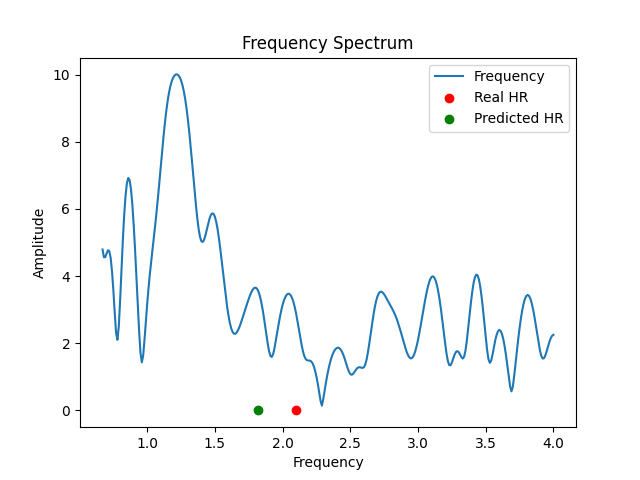 Frequency Spectrum
Frequency
Real HR
Predicted HR
Amplitude
10
8
6
4
2
0
1.0 1.5 2.0 2.5 3.0 3.5 4.0
Frequency